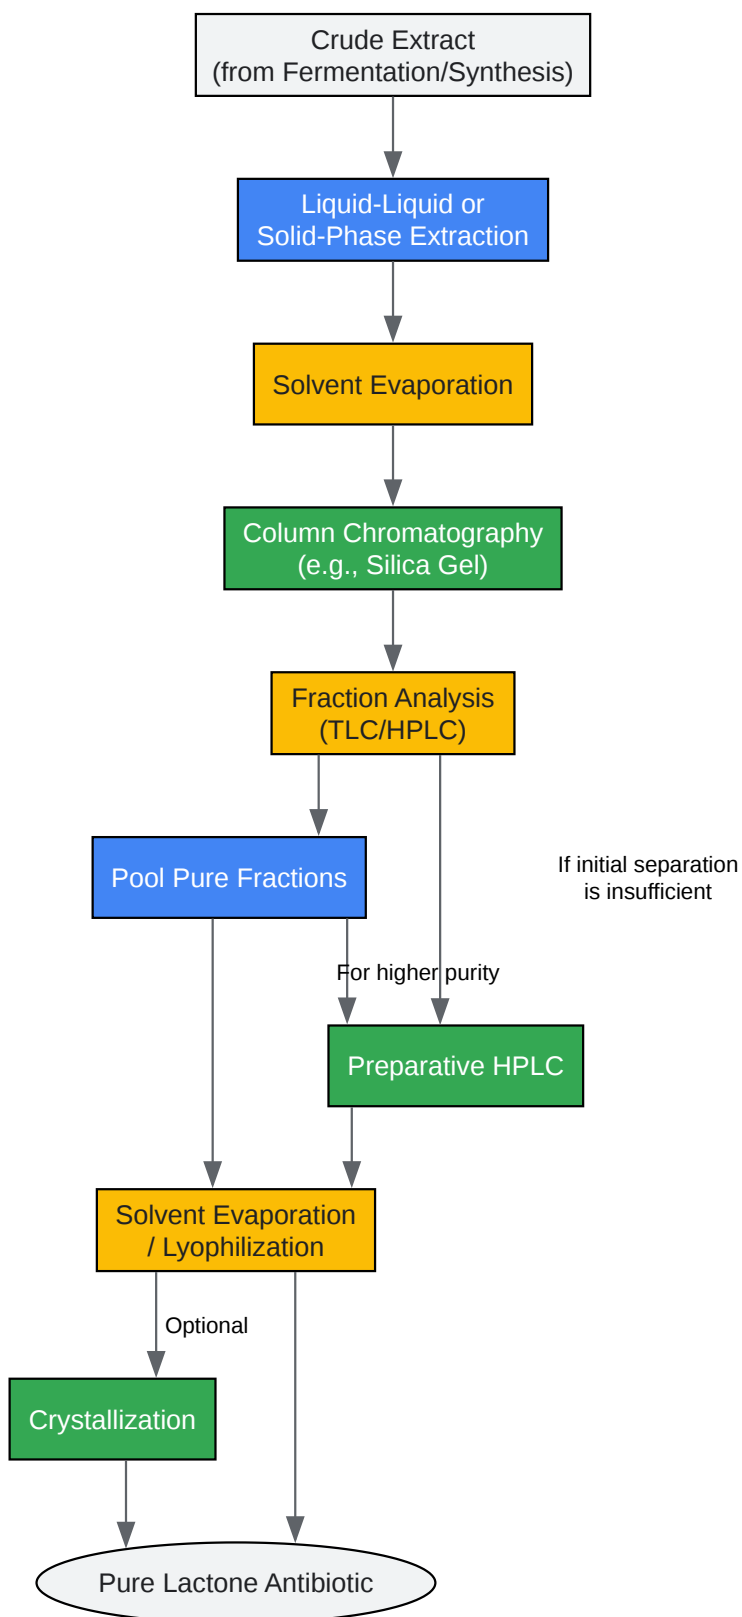 Crude Extract
(from Fermentation/Synthesis)
Liquid-Liquid or
Solid-Phase Extraction
Solvent Evaporation
Column Chromatography
(e.g., Silica Gel)
Fraction Analysis
(TLC/HPLC)
Pool Pure Fractions
If initial separation
is insufficient
For higher purity
Preparative HPLC
Solvent Evaporation
/ Lyophilization
Optional
Crystallization
Pure Lactone Antibiotic